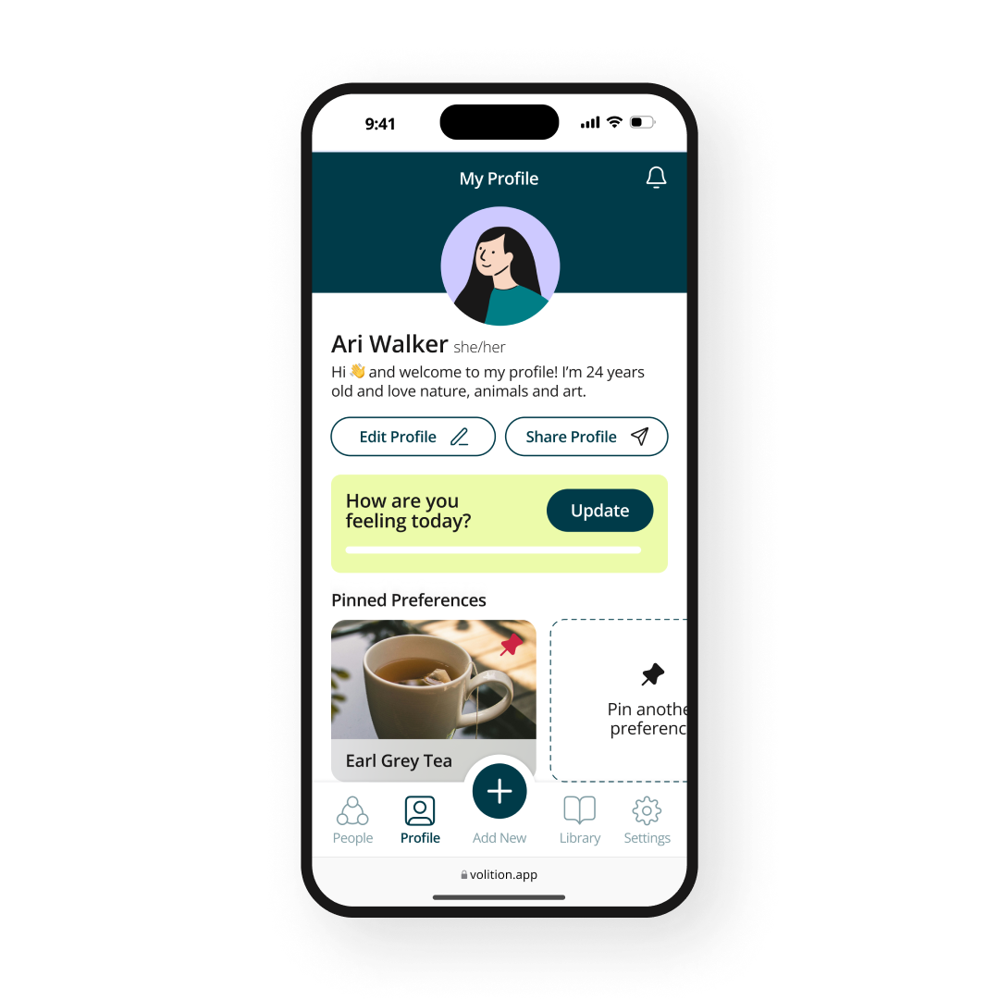 9:41
My Profile
Ari Walker she/her
Hi 👋 and welcome to my profile! I’m 24 years
old and love nature, animals and art.
Edit Profile
Share Profile
How are you
feeling today?
Update
Pinned Preferences
Earl Grey Tea
Pin anothe
preferenc
People
Profile
Add New
Library
Settings
volition.app